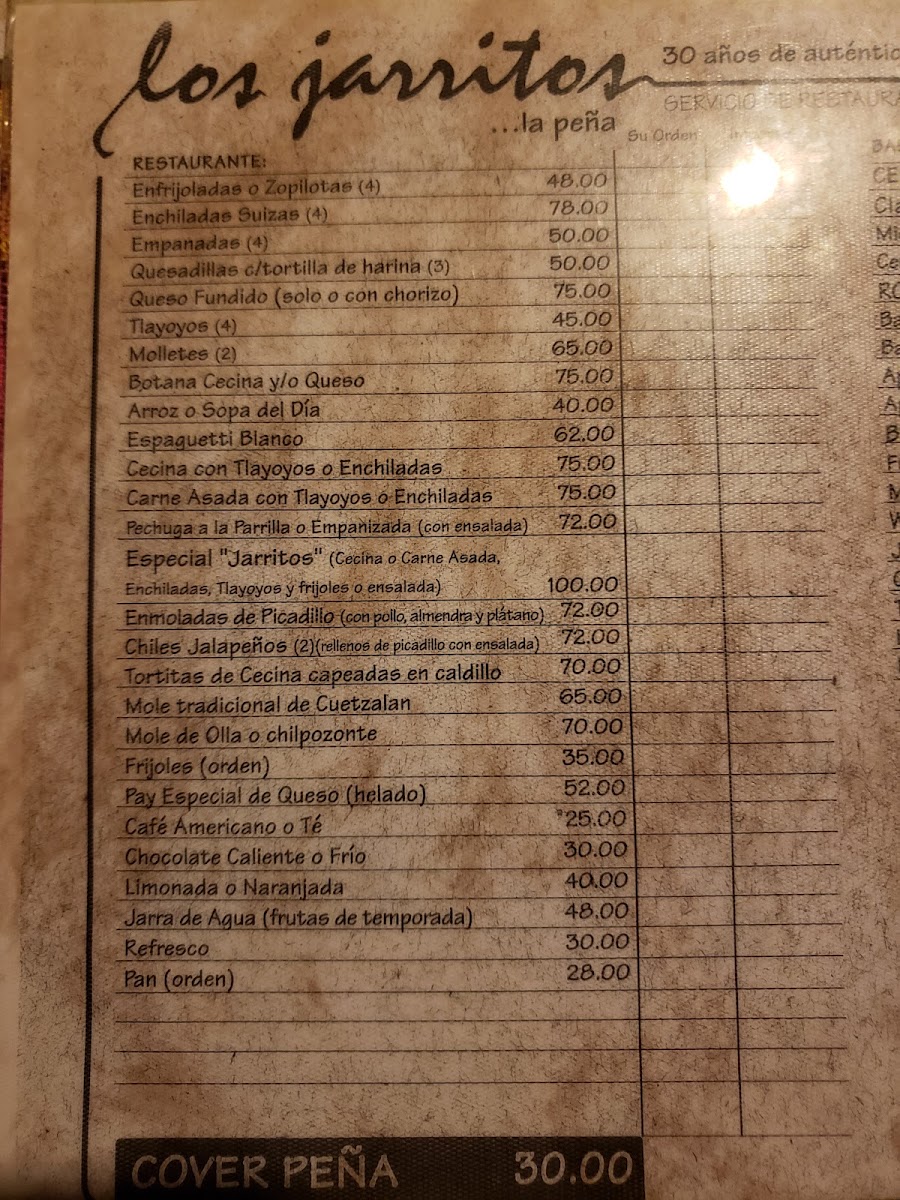 los jarritos
30 años de auténtic
SERVICIO DE RESTAURA
...la peña
Su Orden
RESTAURANTE:
Enfrijoladas o Zopilotas (4) 48.00
Enchiladas Suizas (4) 78.00
Empanadas (4) 50.00
Quesadillas c/tortilla de harina (3) 50.00
Queso Fundido (solo o con chorizo) 75.00
Tlayoyos (4) 45.00
Molletes (2) 65.00
Botana Cecina y/o Queso 75.00
Arroz o Sopa del Día 40.00
Espaguetti Blanco 62.00
Cecina con Tlayoyos o Enchiladas 75.00
Carne Asada con Tlayoyos o Enchiladas 75.00
Pechuga a la Parrilla o Empanizada (con ensalada) 72.00
Especial "Jarritos" (Cecina o Carne Asada,
Enchiladas, Tlayoyos y frijoles o ensalada) 100.00
Enmoladas de Picadillo (con pollo, almendra y plátano) 72.00
Chiles Jalapeños (2)(rellenos de picadillo con ensalada) 72.00
Tortitas de Cecina capeadas en caldillo 70.00
Mole tradicional de Cuetzalan 65.00
Mole de Olla o chilpozonte 70.00
Frijoles (orden) 35.00
Pay Especial de Queso (helado) 52.00
Café Americano o Té 25.00
Chocolate Caliente o Frío 30.00
Limonada o Naranjada 40.00
Jarra de Agua (frutas de temporada) 48.00
Refresco 30.00
Pan (orden) 28.00
COVER PEÑA 30.00